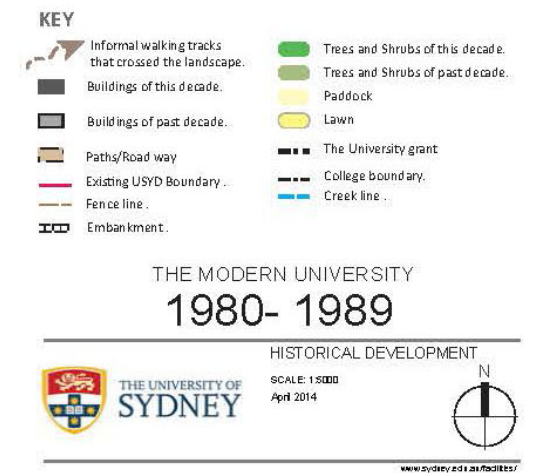 KEY
Informal walking tracks
that crossed the landscape.
Buildings of this decade.
Buildings of past decade.
Paths/Road way
Existing USYD Boundary .
Fence line .
Embankment .
Trees and Shrubs of this decade.
Trees and Shrubs of past decade.
Paddock
Lawn
The University grant
College boundary.
Creek line .
THE MODERN UNIVERSITY
1980- 1989
HISTORICAL DEVELOPMENT
THE UNIVERSITY OF
SYDNEY
SCALE: 1:5000
April 2014
N
www.sydney.edu.au/facilities/